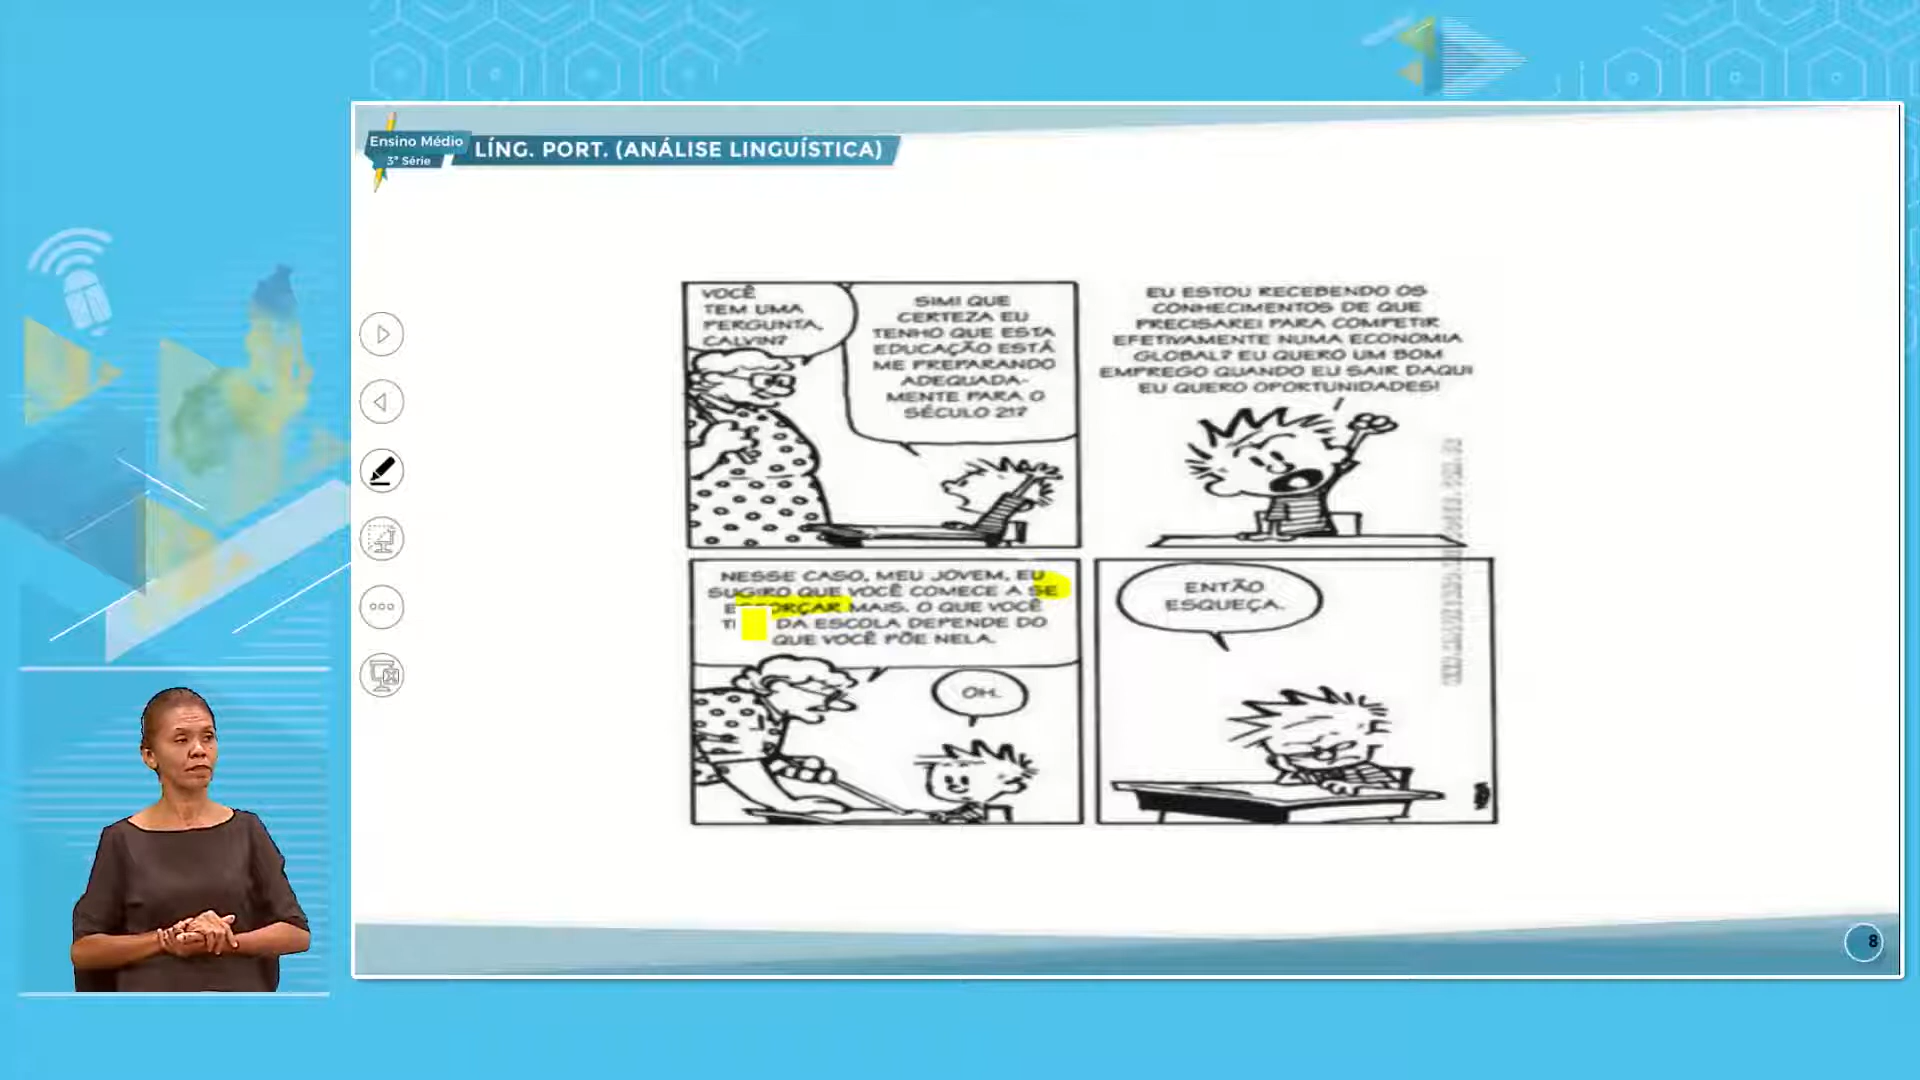 Ensino Médio
3ª Série
LÍNG. PORT. (ANÁLISE LINGUÍSTICA)
VOCÊ
TEM UMA
PERGUNTA,
CALVIN?
SIM! QUE
CERTEZA EU
TENHO QUE ESTA
EDUCAÇÃO ESTÁ
ME PREPARANDO
ADEQUADA-
MENTE PARA O
SÉCULO 21?
EU ESTOU RECEBENDO OS
CONHECIMENTOS DE QUE
PRECISAREI PARA COMPETIR
EFETIVAMENTE NUMA ECONOMIA
GLOBAL? EU QUERO UM BOM
EMPREGO QUANDO EU SAIR DAQUI
EU QUERO OPORTUNIDADES!
NESSE CASO, MEU JOVEM, EU
SUGIRO QUE VOCÊ COMECE A SE
ESFORÇAR MAIS. O QUE VOCÊ
DA ESCOLA DEPENDE DO
QUE VOCÊ PÕE NELA.
OH.
ENTÃO
ESQUEÇA.
8